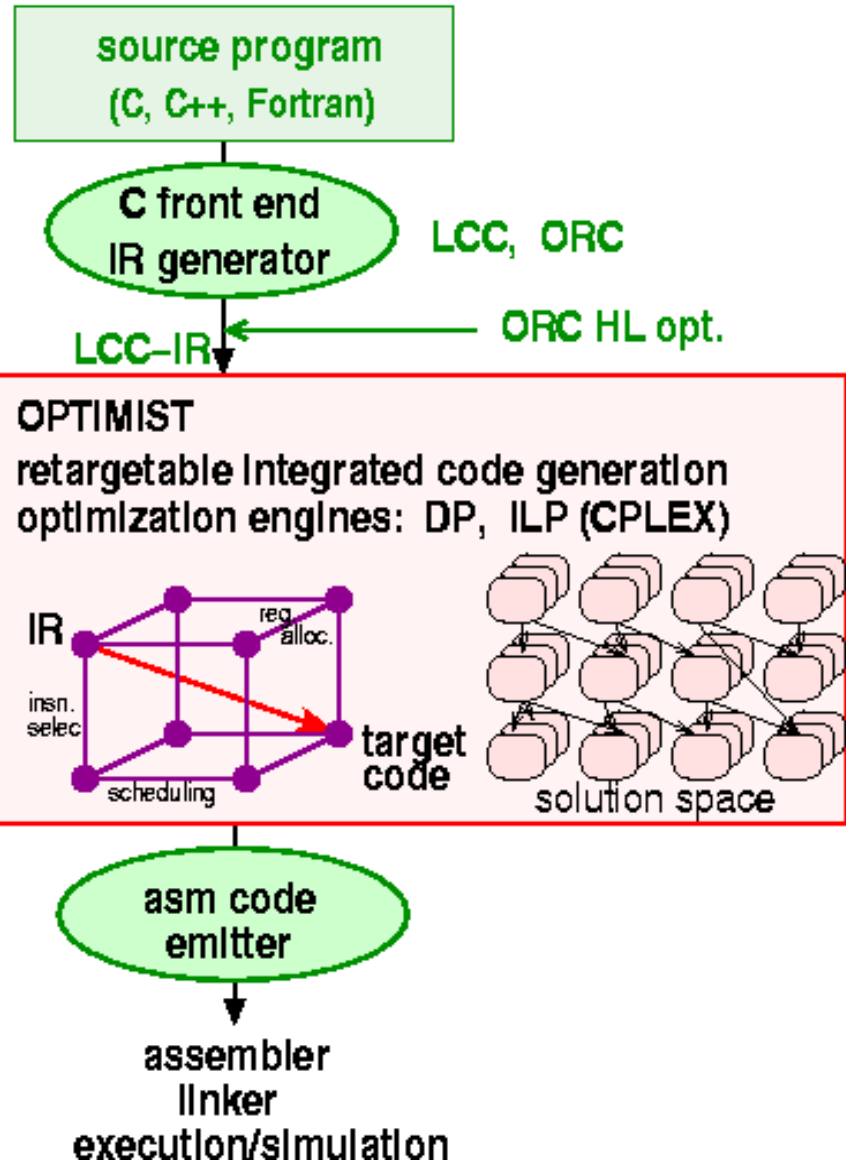 source program
(C, C++, Fortran)
C front end
IR generator
LCC, ORC
ORC HL opt.
LCC-IR
OPTIMIST
retargetable integrated code generation
optimization engines: DP, ILP (CPLEX)
IR
reg
alloc.
insn.
selec
scheduling
target
code
solution space
asm code
emitter
assembler
linker
execution/simulation